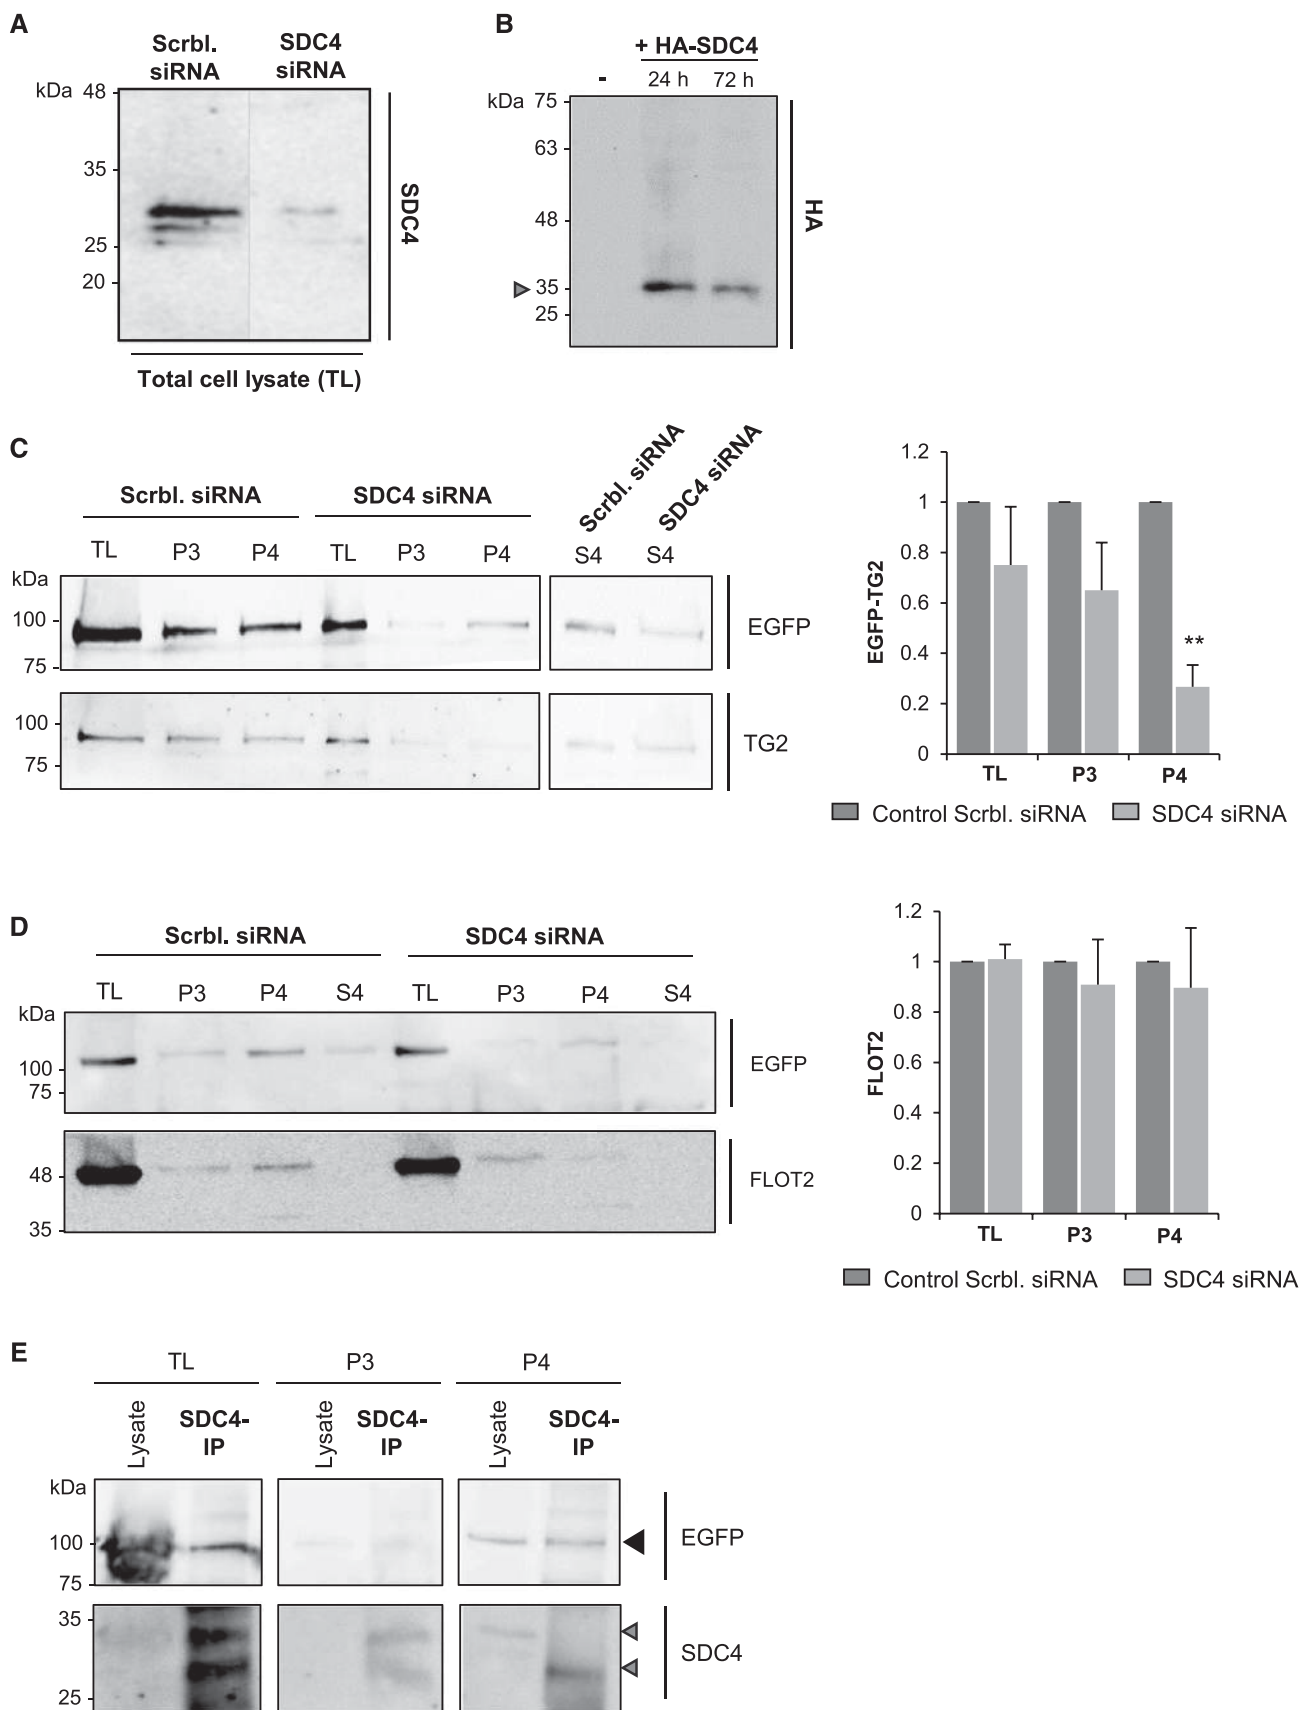 A
Scrbl. siRNA
SDC4 siRNA
kDa
48
35
25
20
SDC4
Total cell lysate (TL)
B
+ HA-SDC4
-
24 h
72 h
kDa
75
63
48
35
25
HA
C
Scrbl. siRNA
SDC4 siRNA
Scrbl. siRNA
SDC4 siRNA
TL P3 P4 TL P3 P4 S4 S4
kDa
100
75
EGFP
100
75
TG2
EGFP-TG2
1.2
1
0.8
0.6
0.4
0.2
0
**
TL P3 P4
Control Scrbl. siRNA
SDC4 siRNA
D
Scrbl. siRNA
SDC4 siRNA
TL P3 P4 S4 TL P3 P4 S4
kDa
100
75
EGFP
48
35
FLOT2
FLOT2
1.2
1
0.8
0.6
0.4
0.2
0
TL P3 P4
Control Scrbl. siRNA
SDC4 siRNA
E
TL P3 P4
Lysate
SDC4-IP
Lysate
SDC4-IP
Lysate
SDC4-IP
kDa
100
75
EGFP
35
25
SDC4